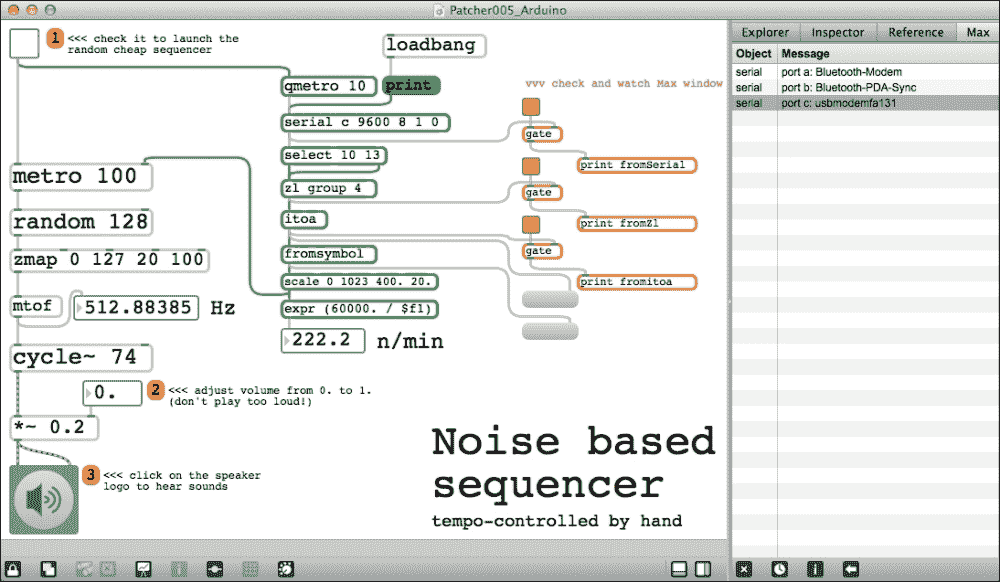 Patcher005_Arduino
1 <<< check it to launch the
random cheap sequencer
loadbang
qmetro 10
print
vvv check and watch Max window
serial c 9600 8 1 0
gate
select 10 13
print fromSerial
metro 100
zl group 4
gate
random 128
itoa
print fromZl
zmap 0 127 20 100
fromsymbol
gate
scale 0 1023 400. 20.
print fromitoa
mtof
512.88385 Hz
expr (60000. / $f1)
222.2 n/min
cycle~ 74
0.
2 <<< adjust volume from 0. to 1.
(don't play too loud!)
*~ 0.2
3 <<< click on the speaker
logo to hear sounds
Noise based
sequencer
tempo-controlled by hand
Explorer Inspector Reference Max
Object Message
serial port a: Bluetooth-Modem
serial port b: Bluetooth-PDA-Sync
serial port c: usbmodemfa131